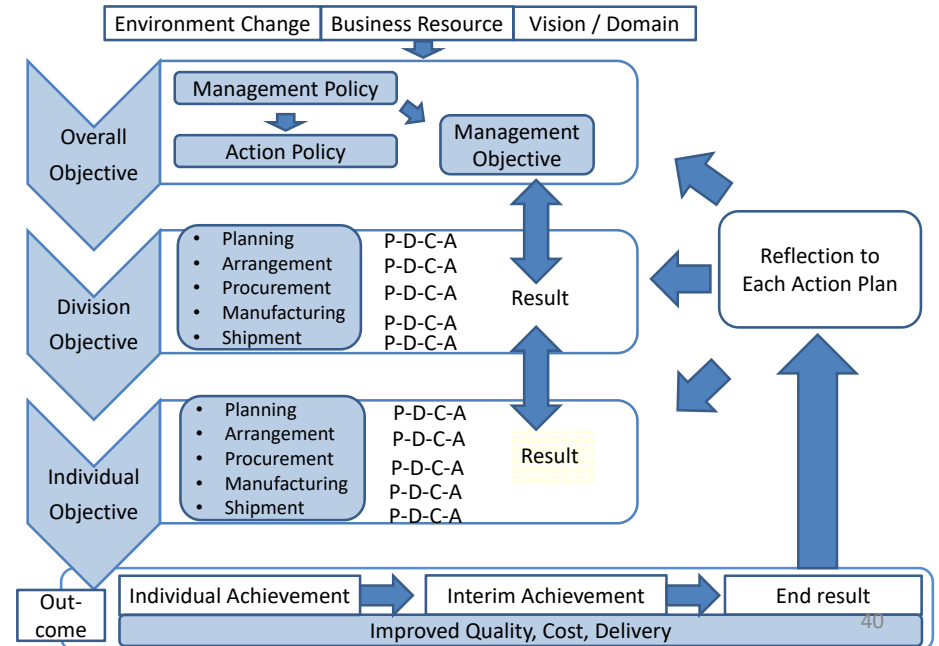 Environment Change Business Resource Vision / Domain
Overall
Objective
Management Policy
Action Policy
Management
Objective
Division
Objective
• Planning
• Arrangement
• Procurement
• Manufacturing
• Shipment
P-D-C-A
P-D-C-A
P-D-C-A
P-D-C-A
P-D-C-A
Result
Reflection to
Each Action Plan
Individual
Objective
• Planning
• Arrangement
• Procurement
• Manufacturing
• Shipment
P-D-C-A
P-D-C-A
P-D-C-A
P-D-C-A
P-D-C-A
Result
Out-
come
Individual Achievement
Interim Achievement
End result
Improved Quality, Cost, Delivery
40